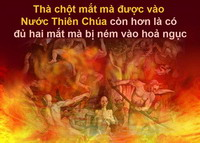 Thà chột mắt mà được vào
Nước Thiên Chúa còn hơn là có
đủ hai mắt mà bị ném vào hoả ngục